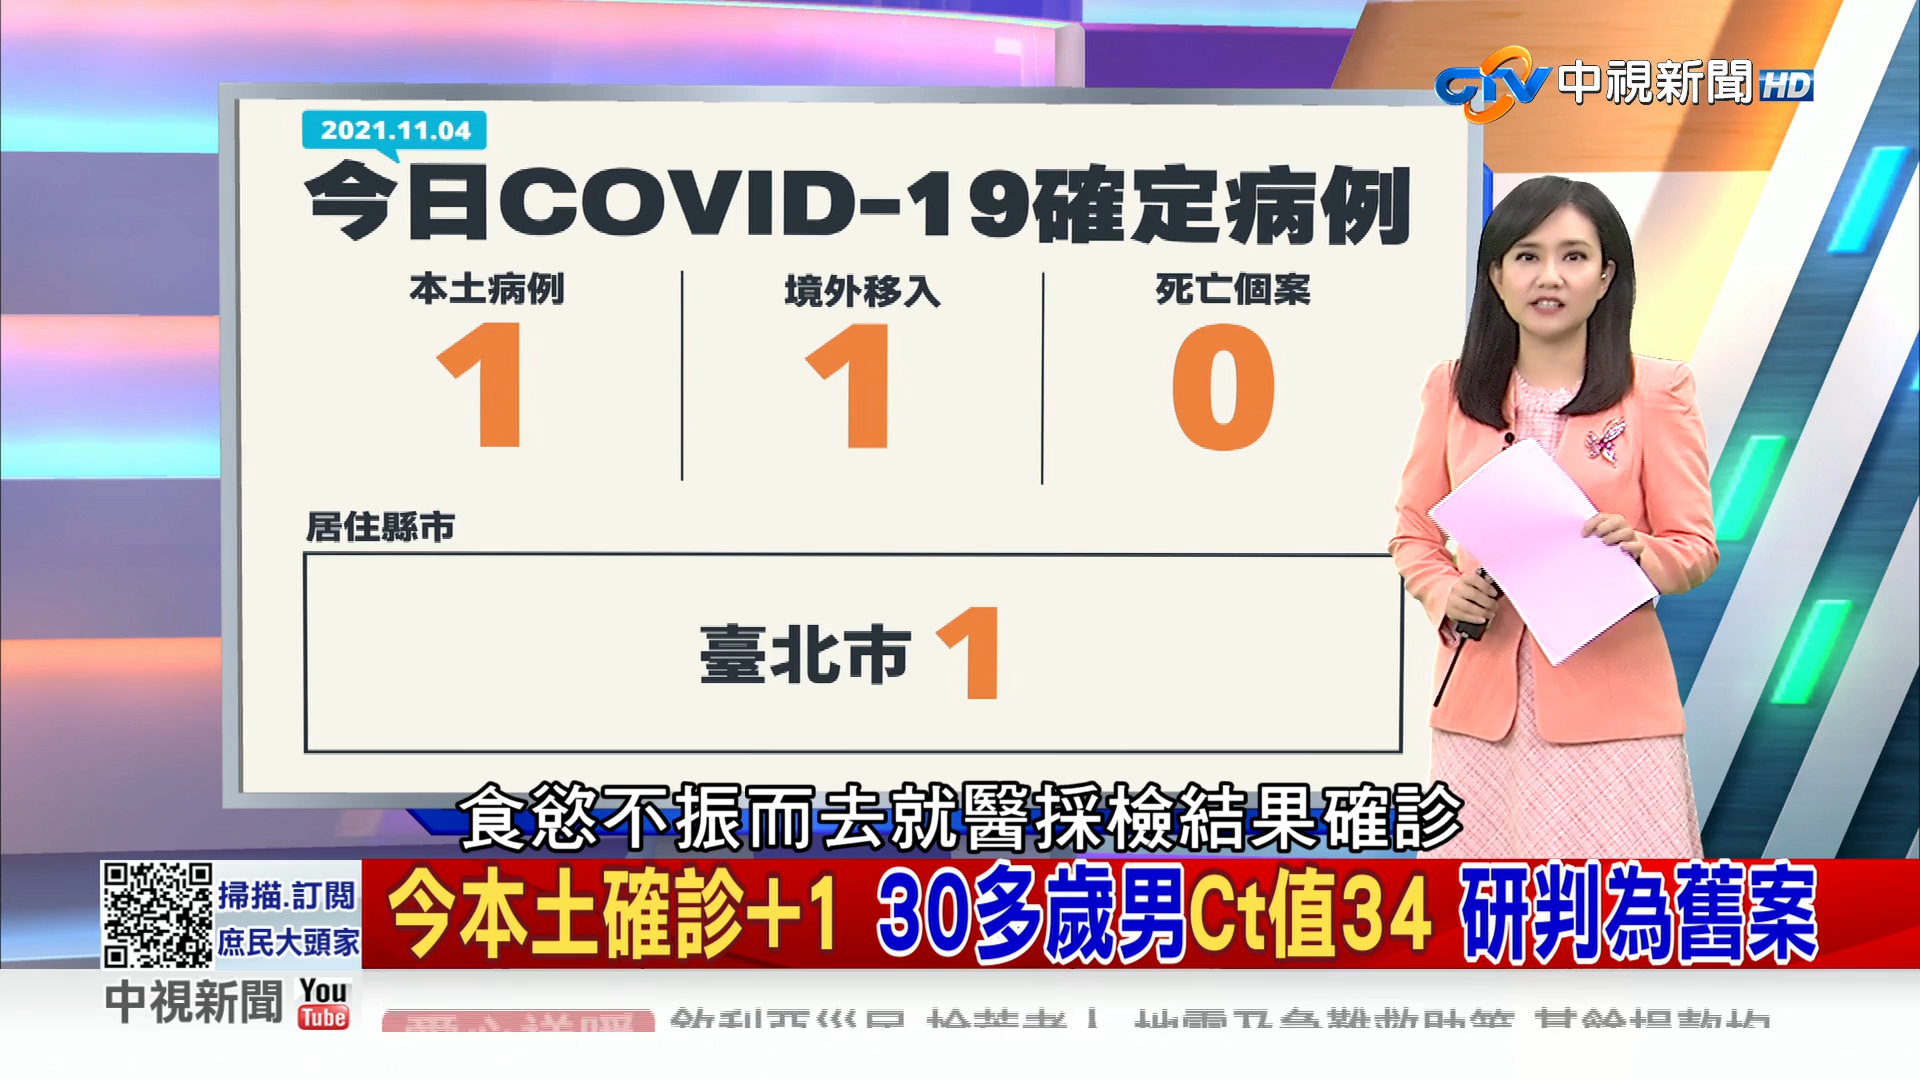 CTV中視新聞HD
2021.11.04
今日COVID-19確定病例
本土病例
境外移入
死亡個案
1
1
0
居住縣市
臺北市 1
食慾不振而去就醫採檢結果確診
今本土確診+1 30多歲男Ct值34 研判為舊案
掃描.訂閱
庶民大頭家
中視新聞 YouTube